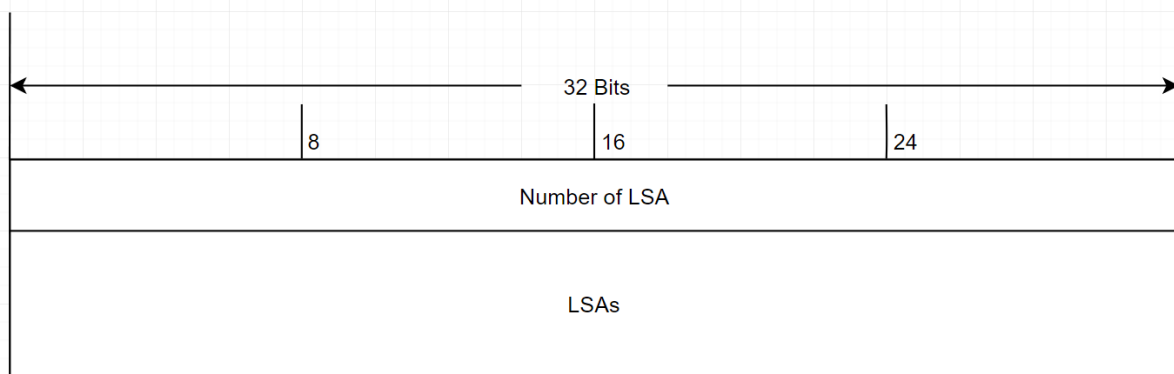 32 Bits
8
16
24
Number of LSA
LSAs